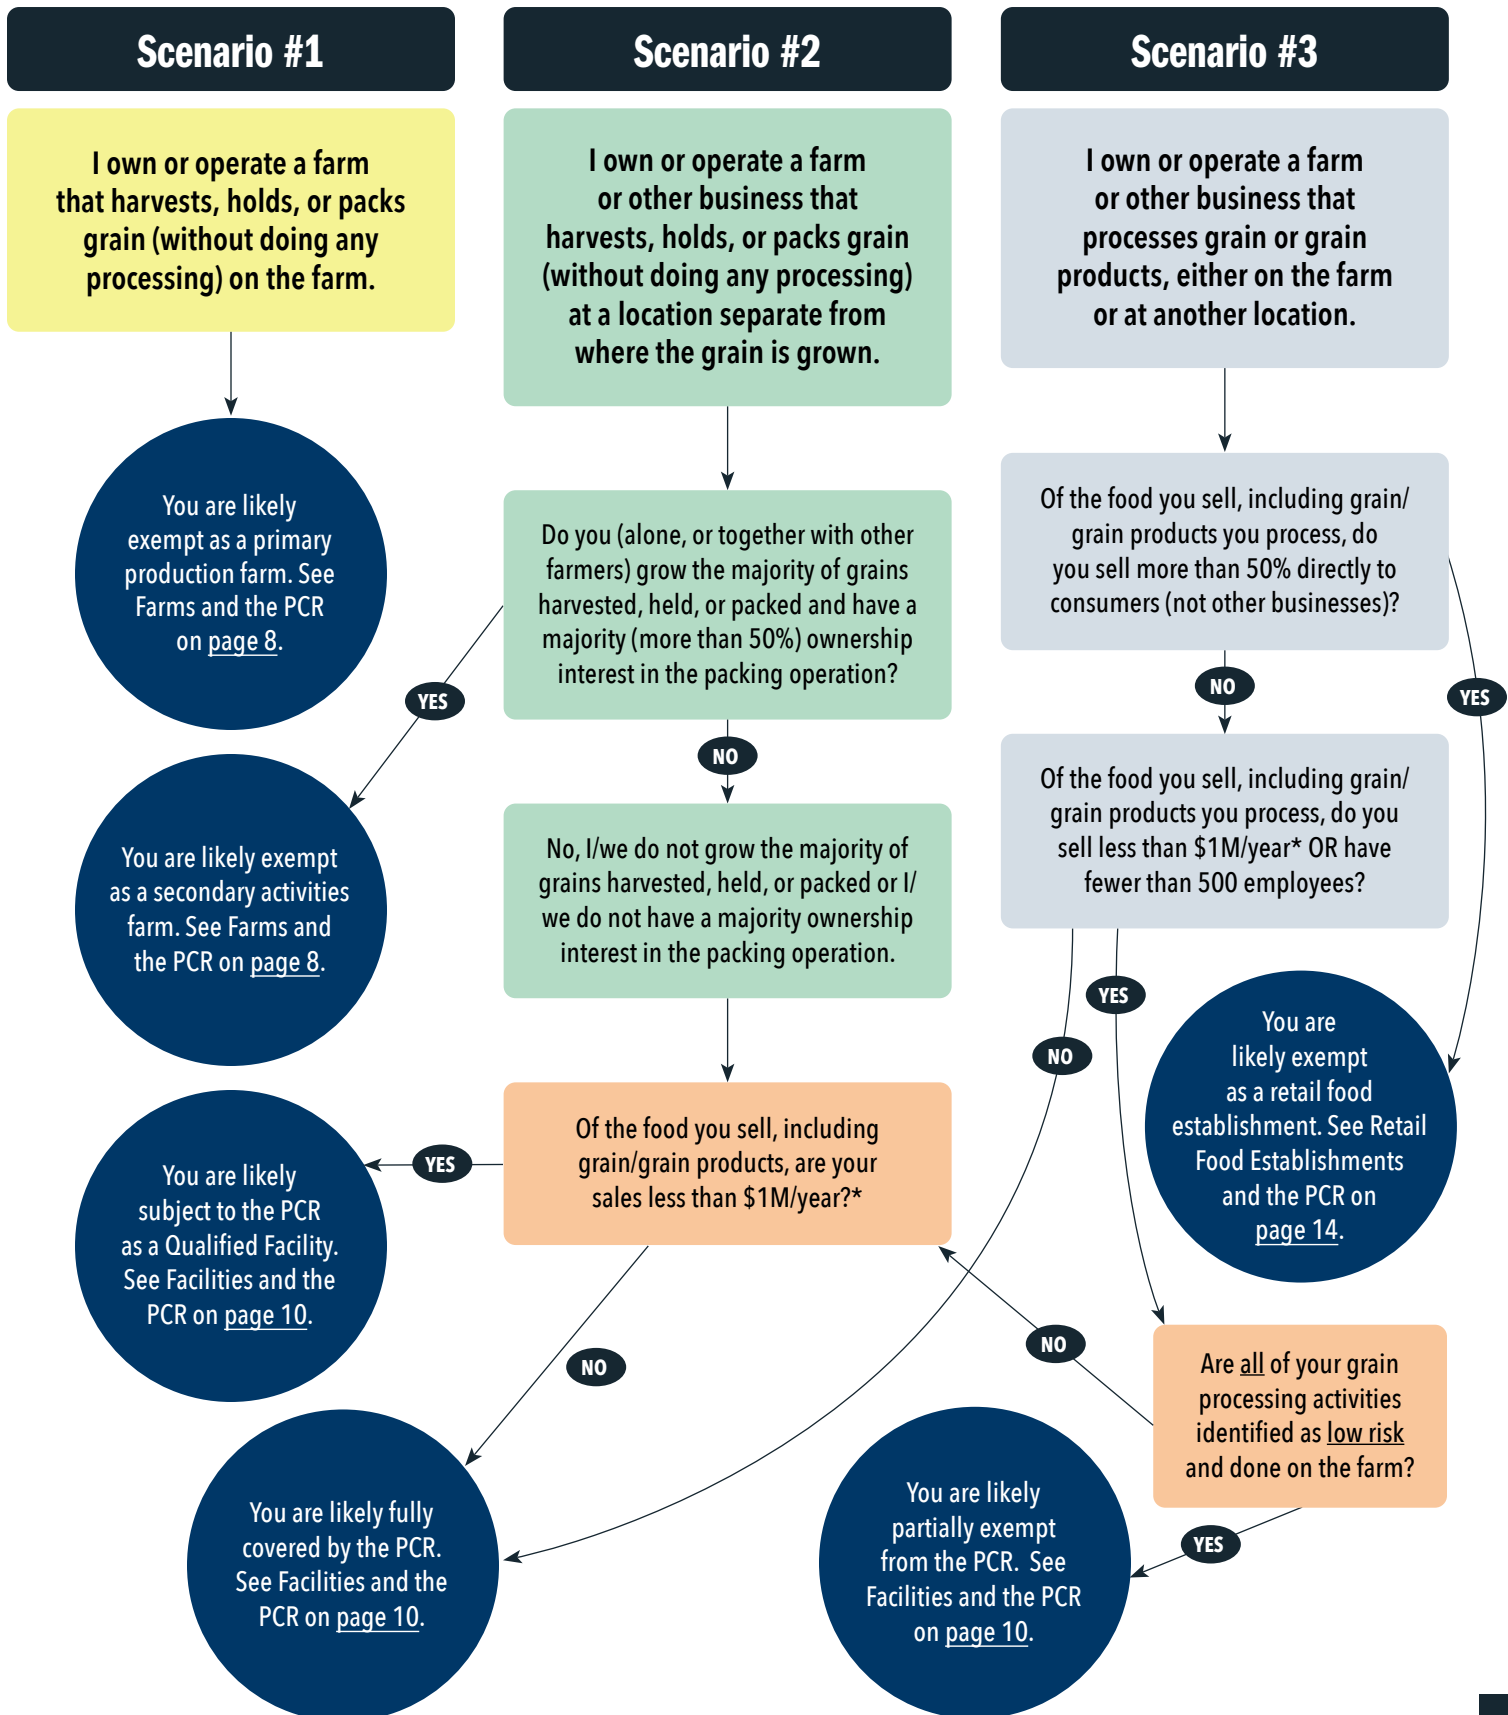 Scenario #1
I own or operate a farm
that harvests, holds, or packs
grain (without doing any
processing) on the farm.
You are likely
exempt as a primary
production farm. See
Farms and the PCR
on page 8.
Scenario #2
I own or operate a farm
or other business that
harvests, holds, or packs grain
(without doing any processing)
at a location separate from
where the grain is grown.
Do you (alone, or together with other
farmers) grow the majority of grains
harvested, held, or packed and have a
majority (more than 50%) ownership
interest in the packing operation?
YES
You are likely exempt
as a secondary activities
farm. See Farms and
the PCR on page 8.
NO
No, I/we do not grow the majority of
grains harvested, held, or packed or I/
we do not have a majority ownership
interest in the packing operation.
Of the food you sell, including
grain/grain products, are your
sales less than $1M/year?*
YES
You are likely
subject to the PCR
as a Qualified Facility.
See Facilities and the
PCR on page 10.
NO
You are likely fully
covered by the PCR.
See Facilities and the
PCR on page 10.
Scenario #3
I own or operate a farm
or other business that
processes grain or grain
products, either on the farm
or at another location.
Of the food you sell, including grain/
grain products you process, do
you sell more than 50% directly to
consumers (not other businesses)?
NO
YES
Of the food you sell, including grain/
grain products you process, do you
sell less than $1M/year* OR have
fewer than 500 employees?
YES
NO
You are
likely exempt
as a retail food
establishment. See Retail
Food Establishments
and the PCR on
page 14.
NO
Are all of your grain
processing activities
identified as low risk
and done on the farm?
YES
You are likely
partially exempt
from the PCR. See
Facilities and the PCR
on page 10.